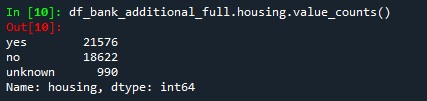 In [10]: df_bank_additional_full.housing.value_counts()
Out[10]:
yes 21576
no 18622
unknown 990
Name: housing, dtype: int64